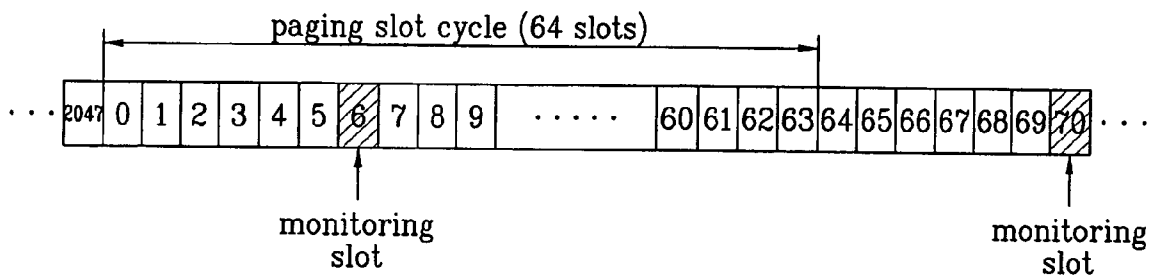 paging slot cycle (64 slots)
· · · 2047 0 1 2 3 4 5 6 7 8 9 · · · · · 60 61 62 63 64 65 66 67 68 69 70 · · ·
monitoring slot
monitoring slot